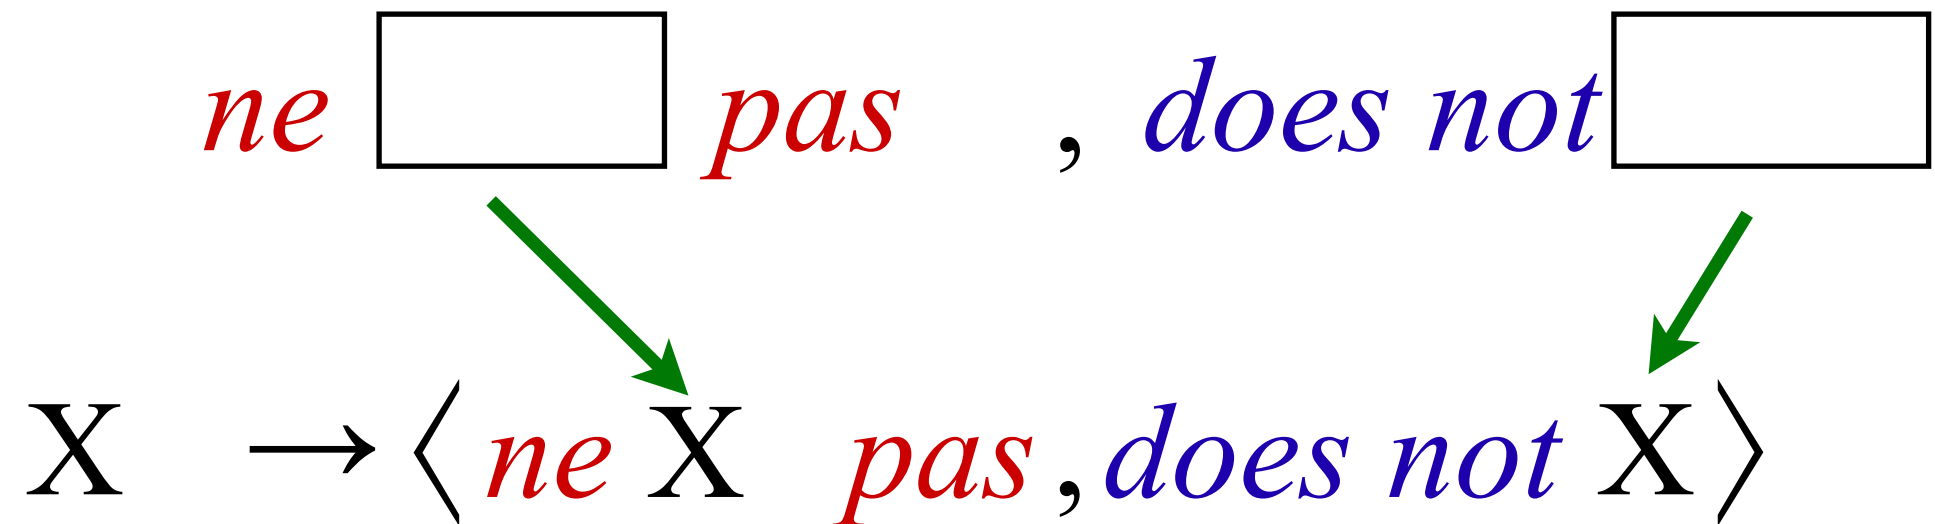 ne pas , does not
X → ⟨ ne X pas , does not X ⟩